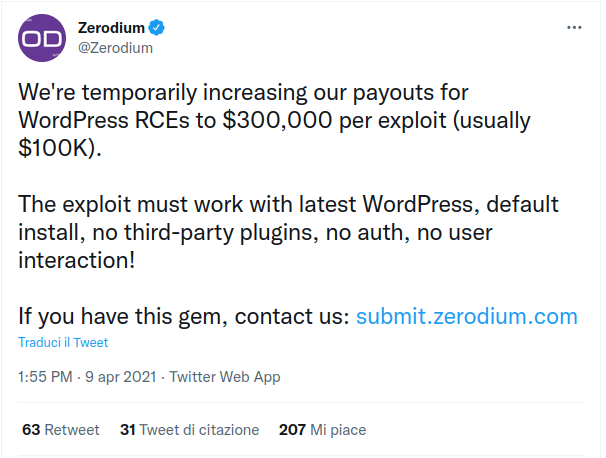 Zerodium
@Zerodium
...
We're temporarily increasing our payouts for
WordPress RCEs to $300,000 per exploit (usually
$100K).
The exploit must work with latest WordPress, default
install, no third-party plugins, no auth, no user
interaction!
If you have this gem, contact us: submit.zerodium.com
Traduci il Tweet
1:55 PM · 9 apr 2021 · Twitter Web App
63 Retweet 31 Tweet di citazione 207 Mi piace